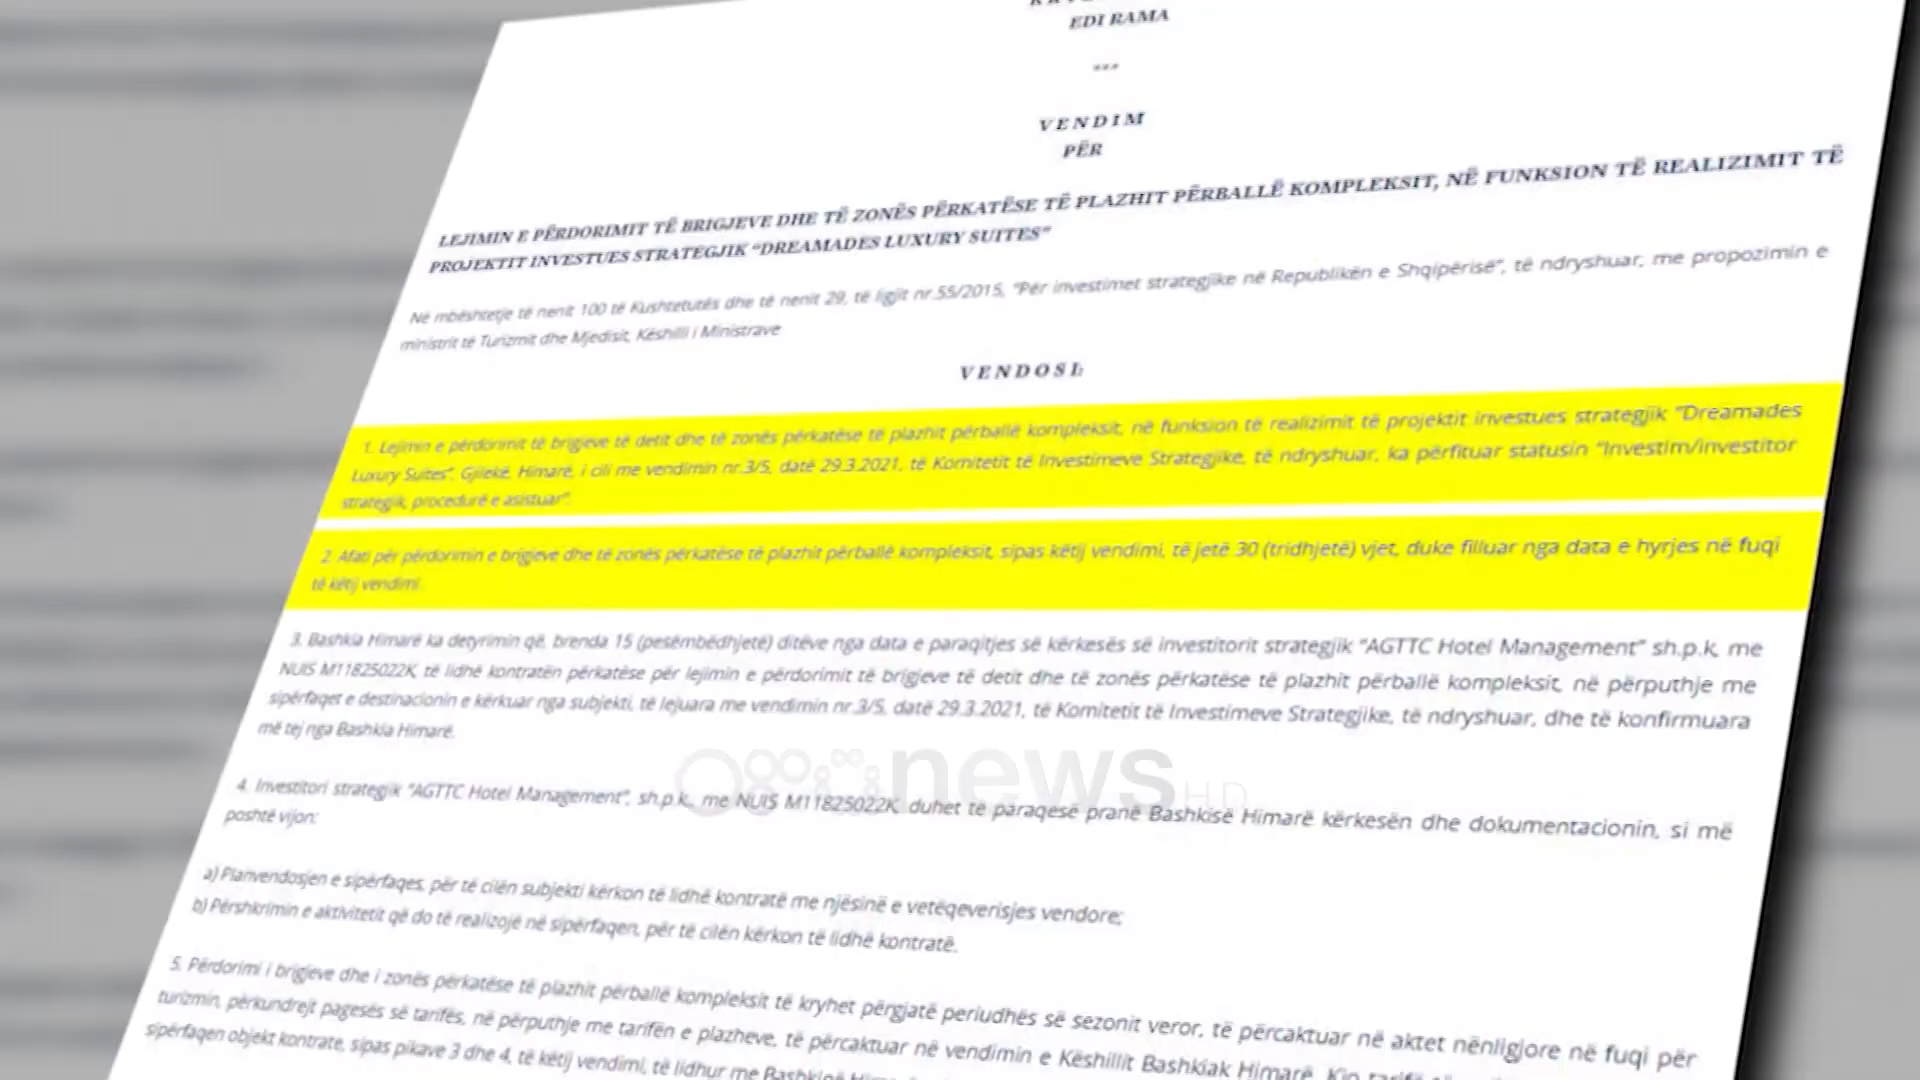 EDI RAMA
***
VENDIM
PËR
LEJIMIN E PËRDORIMIT TË BRIGJEVE DHE TË ZONËS PËRKATËSE TË PLAZHIT PËRBALLË KOMPLEKSIT, NË FUNKSION TË REALIZIMIT TË
PROJEKTIT INVESTUES STRATEGJIK “DREAMADES LUXURY SUITES”
Në mbështetje të nenit 100 të Kushtetutës dhe të nenit 29, të ligjit nr.55/2015, “Për investimet strategjike në Republikën e Shqipërisë”, të ndryshuar, me propozimin e
ministrit të Turizmit dhe Mjedisit, Këshilli i Ministrave
VENDOSI:
1. Lejimin e përdorimit të brigjeve të detit dhe të zonës përkatëse të plazhit përballë kompleksit, në funksion të realizimit të projektit investues strategjik “Dreamades
Luxury Suites”, Gjilekë, Himarë, i cili me vendimin nr.3/5, datë 29.3.2021, të Komitetit të Investimeve Strategjike, të ndryshuar, ka përfituar statusin “Investim/investitor
strategjik, procedurë e asistuar”.
2. Afati për përdorimin e brigjeve dhe të zonës përkatëse të plazhit përballë kompleksit, sipas këtij vendimi, të jetë 30 (tridhjetë) vjet, duke filluar nga data e hyrjes në fuqi
të këtij vendimi.
3. Bashkia Himarë ka detyrimin që, brenda 15 (pesëmbëdhjetë) ditëve nga data e paraqitjes së kërkesës së investitorit strategjik “AGTTC Hotel Management” sh.p.k, me
NUIS M11825022K, të lidhë kontratën përkatëse për lejimin e përdorimit të brigjeve të detit dhe të zonës përkatëse të plazhit përballë kompleksit, në përputhje me
sipërfaqet e destinacionin e kërkuar nga subjekti, të lejuara me vendimin nr.3/5, datë 29.3.2021, të Komitetit të Investimeve Strategjike, të ndryshuar, dhe të konfirmuara
më tej nga Bashkia Himarë.
news HD
4. Investitori strategjik “AGTTC Hotel Management”, sh.p.k., me NUIS M11825022K, duhet të paraqesë pranë Bashkisë Himarë kërkesën dhe dokumentacionin, si më
poshtë vijon:
a) Planvendosjen e sipërfaqes, për të cilën subjekti kërkon të lidhë kontratë me njësinë e vetëqeverisjes vendore;
b) Përshkrimin e aktivitetit që do të realizojë në sipërfaqen, për të cilën kërkon të lidhë kontratë.
5. Përdorimi i brigjeve dhe i zonës përkatëse të plazhit përballë kompleksit të kryhet përgjatë periudhës së sezonit veror, të përcaktuar në aktet nënligjore në fuqi për
turizmin, përkundrejt pagesës së tarifës, në përputhje me tarifën e plazheve, të përcaktuar në vendimin e Këshillit Bashkiak Himarë.
sipërfaqen objekt kontrate, sipas pikave 3 dhe 4, të këtij vendimi, të lidhur me Bashkinë